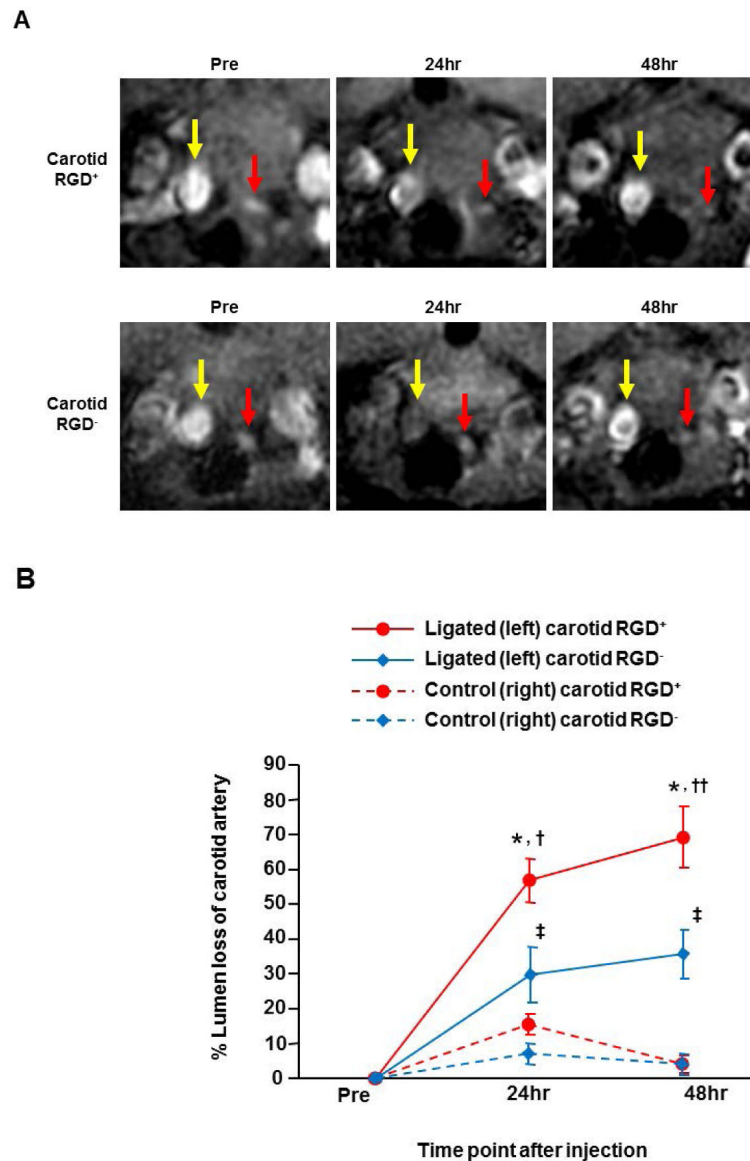 A
Pre 24hr 48hr
Carotid
RGD⁺
Pre 24hr 48hr
Carotid
RGD⁻
B
Ligated (left) carotid RGD⁺
Ligated (left) carotid RGD⁻
Control (right) carotid RGD⁺
Control (right) carotid RGD⁻
% Lumen loss of carotid artery
90
80
70
60
50
40
30
20
10
0
*, ††
*, †
‡
‡
Pre 24hr 48hr
Time point after injection